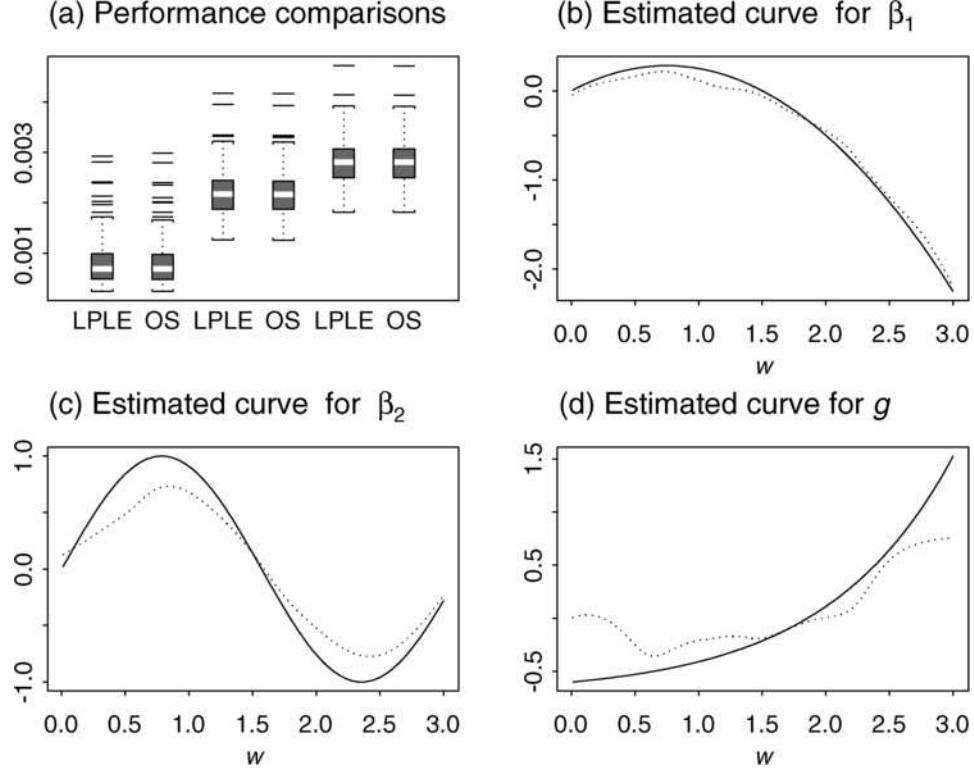 (a) Performance comparisons
0.003
0.001
LPLE OS LPLE OS LPLE OS
(b) Estimated curve for β₁
0.0
-1.0
-2.0
0.0 0.5 1.0 1.5 2.0 2.5 3.0
w
(c) Estimated curve for β₂
1.0
0.0
-1.0
0.0 0.5 1.0 1.5 2.0 2.5 3.0
w
(d) Estimated curve for g
1.5
0.5
-0.5
0.0 0.5 1.0 1.5 2.0 2.5 3.0
w